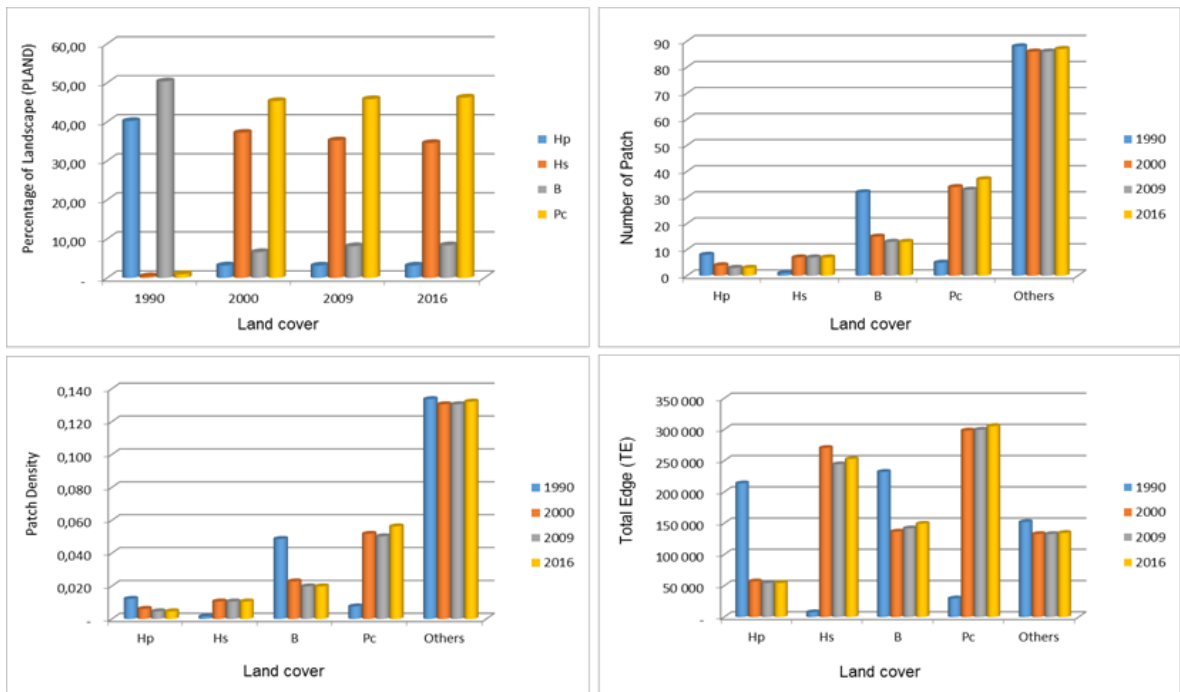 Percentage of Landscape (PLAND)
60,00
50,00
40,00
30,00
20,00
10,00
-
1990 2000 2009 2016
Land cover
Hp
Hs
B
Pc
Number of Patch
90
80
70
60
50
40
30
20
10
0
Hp Hs B Pc Others
Land cover
1990
2000
2009
2016
Patch Density
0,140
0,120
0,100
0,080
0,060
0,040
0,020
-
Hp Hs B Pc Others
Land cover
1990
2000
2009
2016
Total Edge (TE)
350 000
300 000
250 000
200 000
150 000
100 000
50 000
-
Hp Hs B Pc Others
Land cover
1990
2000
2009
2016